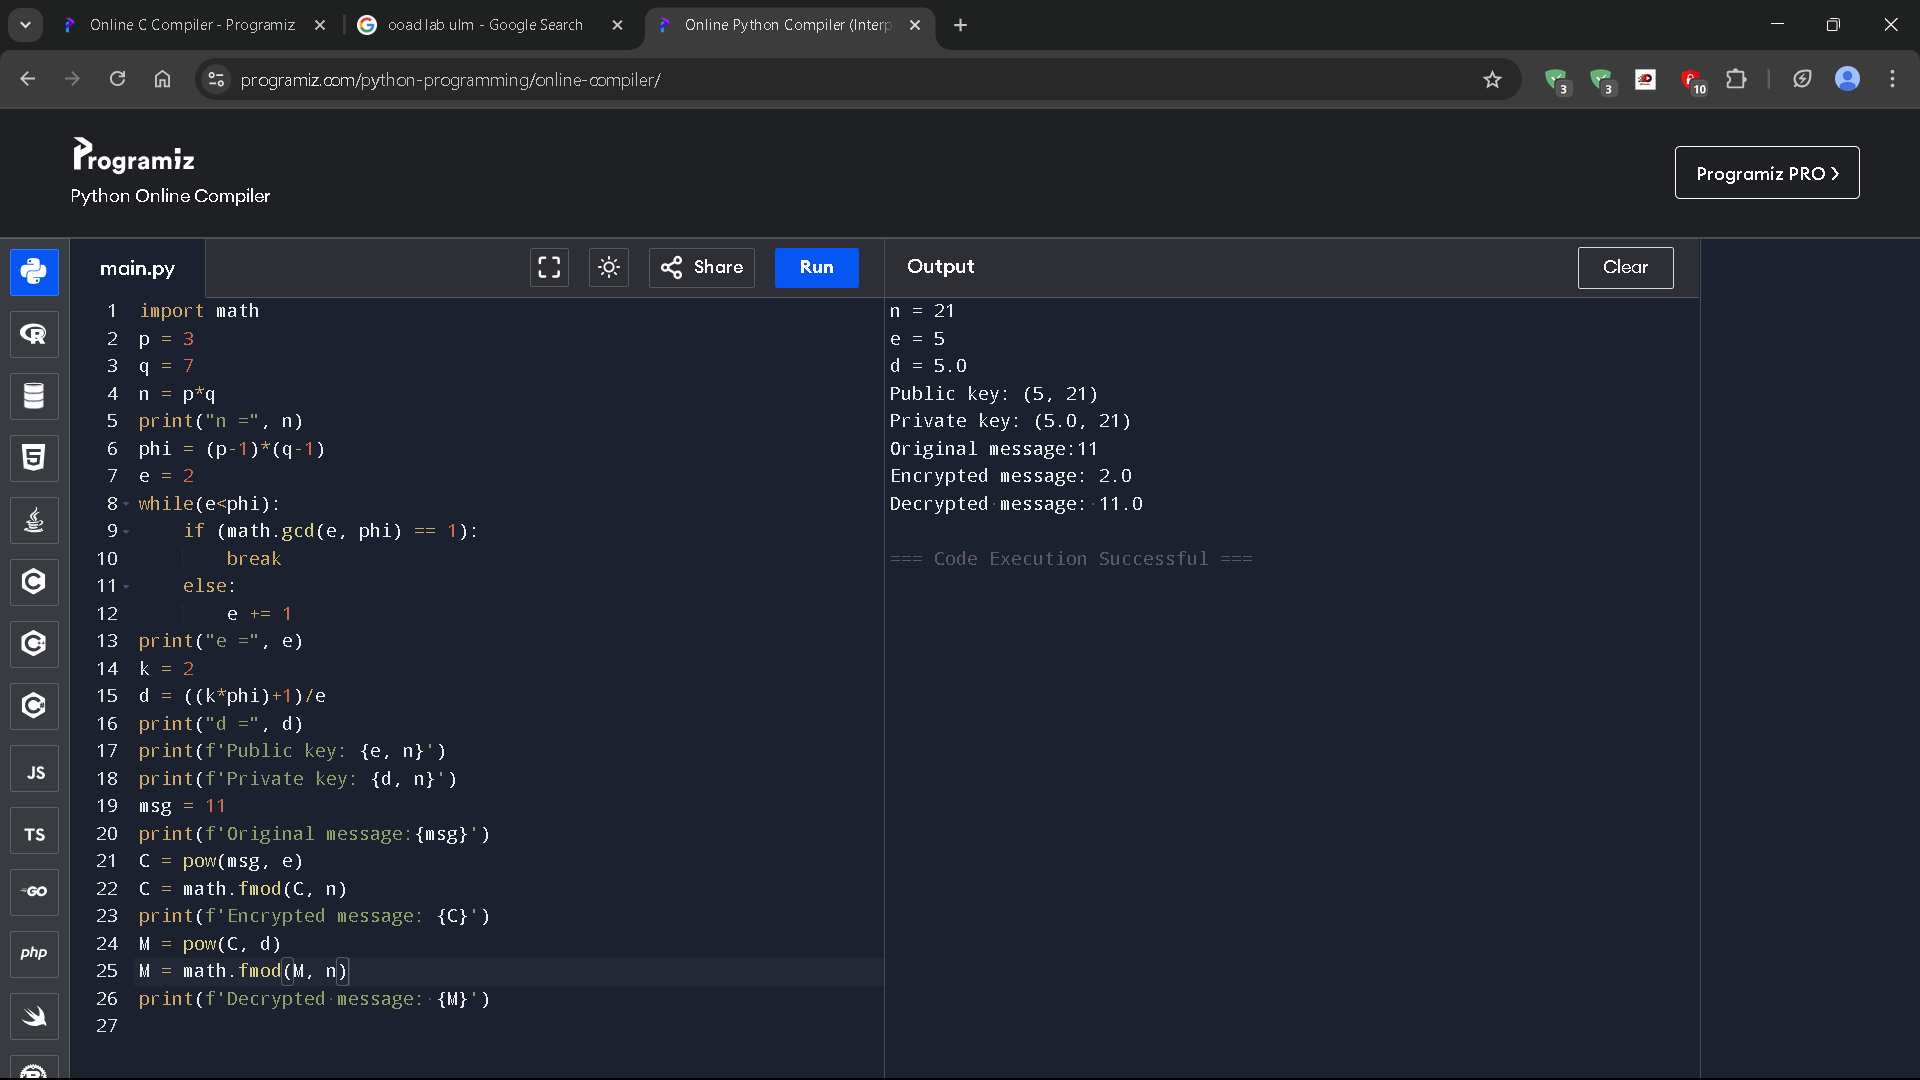 Online C Compiler - Programiz
ooad lab ulm - Google Search
Online Python Compiler (Interp
programiz.com/python-programming/online-compiler/
3
3
10
Programiz
Python Online Compiler
Programiz PRO
main.py
Share
Run
Output
Clear
1 import math
2 p = 3
3 q = 7
4 n = p*q
5 print("n =", n)
6 phi = (p-1)*(q-1)
7 e = 2
8 while(e<phi):
9     if (math.gcd(e, phi) == 1):
10         break
11     else:
12         e += 1
13 print("e =", e)
14 k = 2
15 d = ((k*phi)+1)/e
16 print("d =", d)
17 print(f'Public key: {e, n}')
18 print(f'Private key: {d, n}')
19 msg = 11
20 print(f'Original message:{msg}')
21 C = pow(msg, e)
22 C = math.fmod(C, n)
23 print(f'Encrypted message: {C}')
24 M = pow(C, d)
25 M = math.fmod(M, n)
26 print(f'Decrypted message: {M}')
27
n = 21
e = 5
d = 5.0
Public key: (5, 21)
Private key: (5.0, 21)
Original message:11
Encrypted message: 2.0
Decrypted message: 11.0
=== Code Execution Successful ===
R
5
C
C
C
JS
TS
GO
php
R